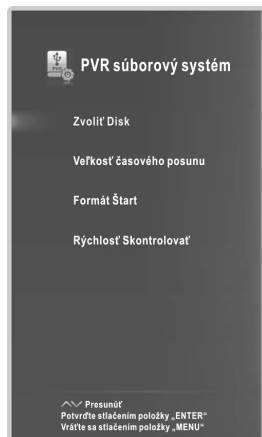 PVR
PVR súborový systém
Zvoliť Disk
Veľkosť časového posunu
Formát Štart
Rýchlosť Skontrolovať
Presunúť
Potvrďte stlačením položky „ENTER“
Vráťte sa stlačením položky „MENU“